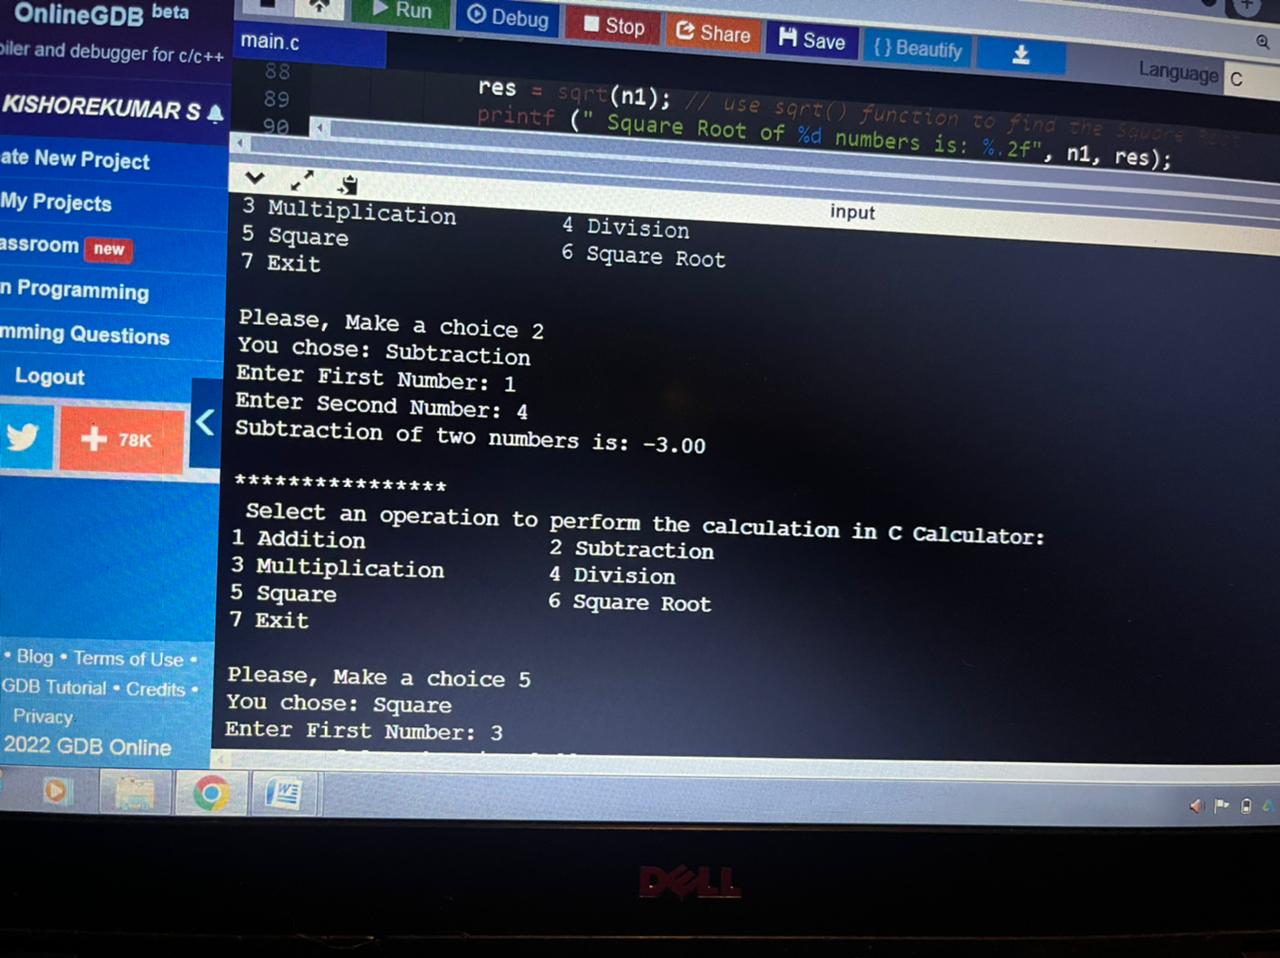 OnlineGDB beta
piler and debugger for c/c++
KISHOREKUMAR S
ate New Project
My Projects
assroom new
n Programming
mming Questions
Logout
+ 78K
• Blog • Terms of Use •
GDB Tutorial • Credits •
Privacy
2022 GDB Online
Run Debug Stop Share Save {} Beautify
Language C
main.c
88
89 res = sqrt(n1); // use sqrt() function to find the Square Root
90 printf (" Square Root of %d numbers is: %.2f", n1, res);
input
3 Multiplication 4 Division
5 Square 6 Square Root
7 Exit
Please, Make a choice 2
You chose: Subtraction
Enter First Number: 1
Enter Second Number: 4
Subtraction of two numbers is: -3.00
****************
Select an operation to perform the calculation in C Calculator:
1 Addition 2 Subtraction
3 Multiplication 4 Division
5 Square 6 Square Root
7 Exit
Please, Make a choice 5
You chose: Square
Enter First Number: 3
DELL